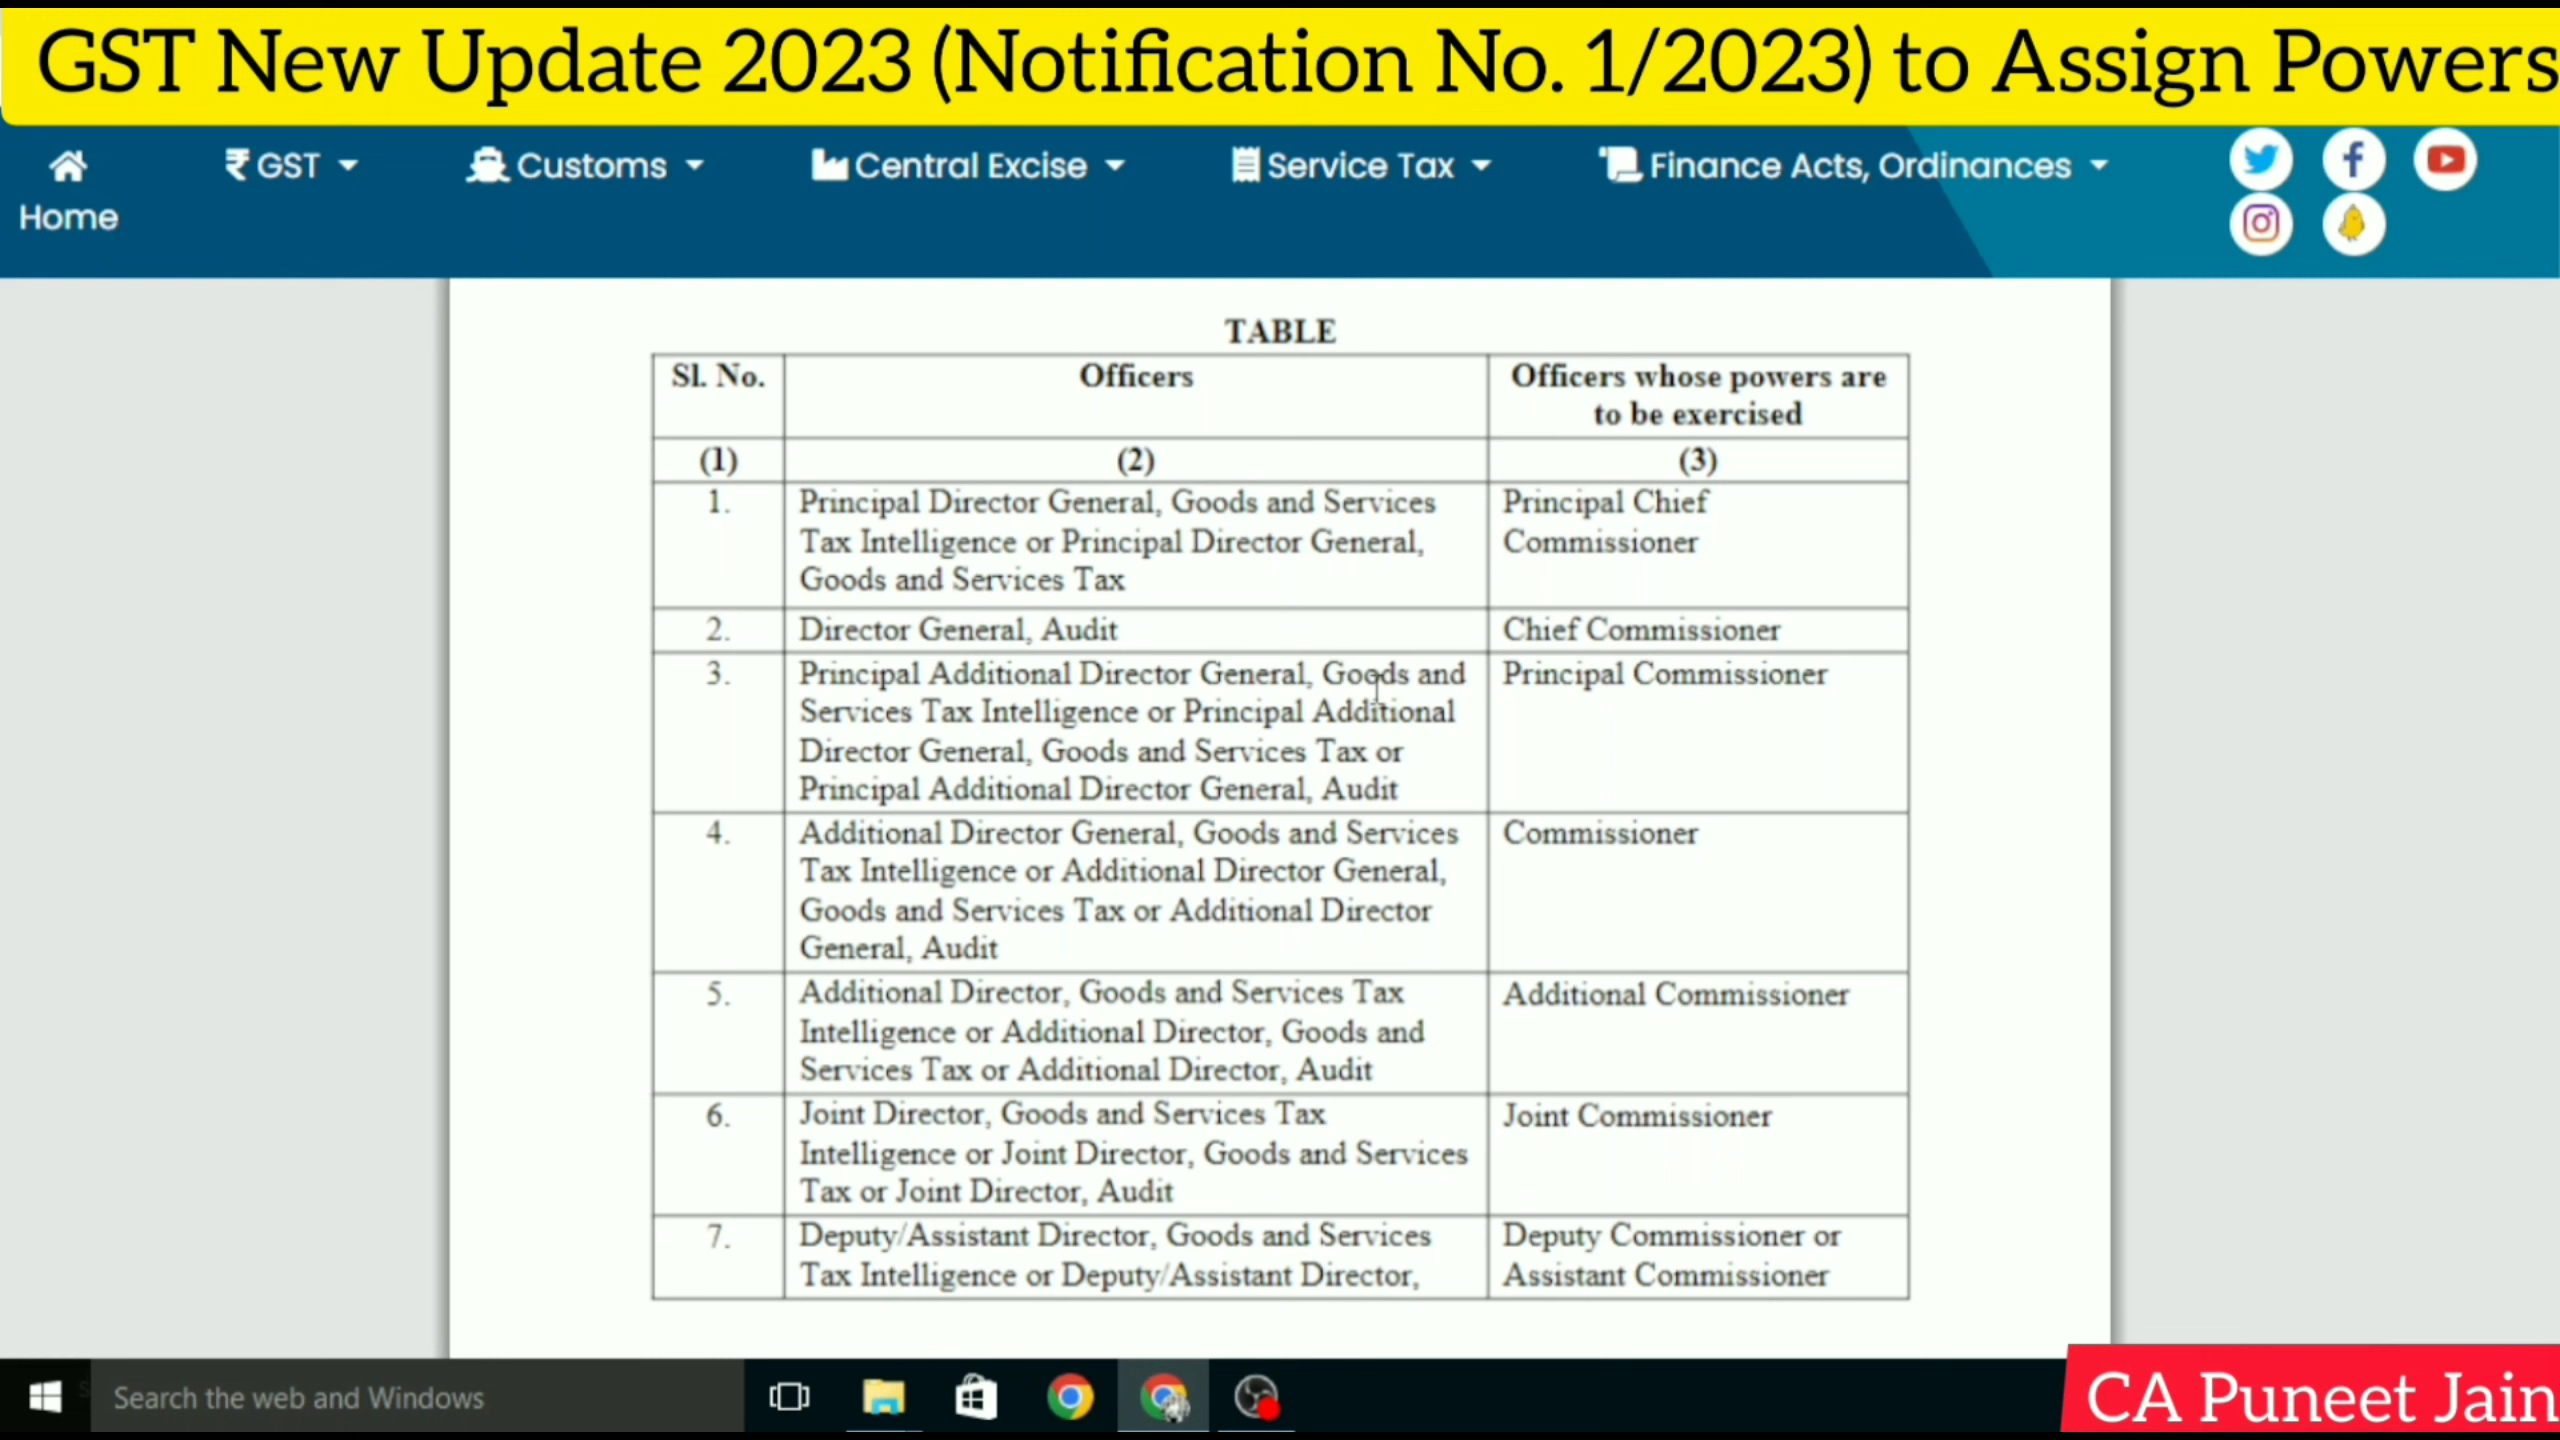 GST New Update 2023 (Notification No. 1/2023) to Assign Powers
Home
GST
Customs
Central Excise
Service Tax
Finance Acts, Ordinances
TABLE
Sl. No.
Officers
Officers whose powers are
to be exercised
(1)
(2)
(3)
1.
Principal Director General, Goods and Services
Tax Intelligence or Principal Director General,
Goods and Services Tax
Principal Chief
Commissioner
2.
Director General, Audit
Chief Commissioner
3.
Principal Additional Director General, Goods and
Services Tax Intelligence or Principal Additional
Director General, Goods and Services Tax or
Principal Additional Director General, Audit
Principal Commissioner
4.
Additional Director General, Goods and Services
Tax Intelligence or Additional Director General,
Goods and Services Tax or Additional Director
General, Audit
Commissioner
5.
Additional Director, Goods and Services Tax
Intelligence or Additional Director, Goods and
Services Tax or Additional Director, Audit
Additional Commissioner
6.
Joint Director, Goods and Services Tax
Intelligence or Joint Director, Goods and Services
Tax or Joint Director, Audit
Joint Commissioner
7.
Deputy/Assistant Director, Goods and Services
Tax Intelligence or Deputy/Assistant Director,
Deputy Commissioner or
Assistant Commissioner
Search the web and Windows
CA Puneet Jain